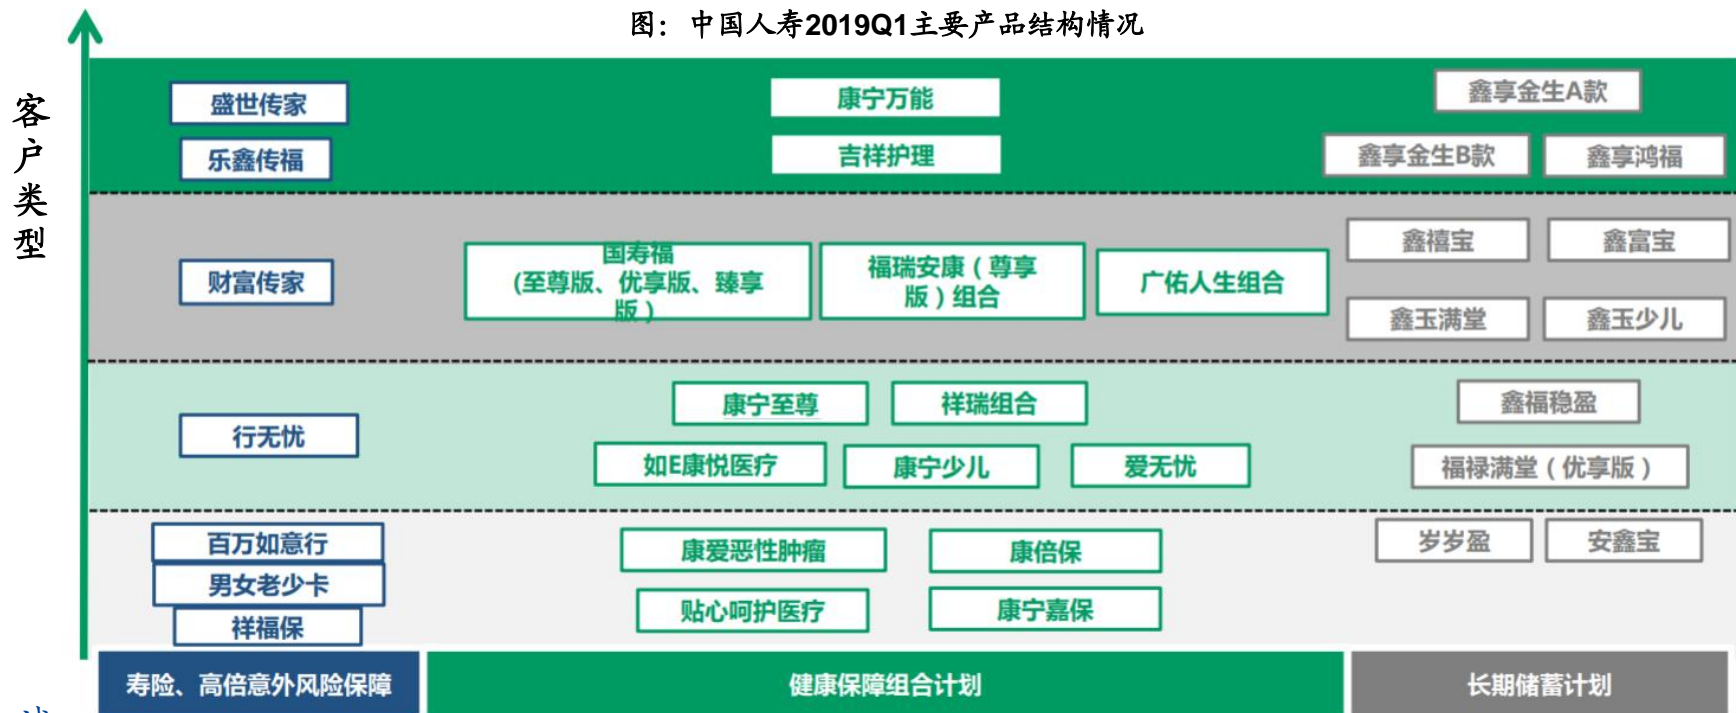 图：中国人寿2019Q1主要产品结构情况
客户类型
盛世传家
康宁万能
鑫享金生A款
乐鑫传福
吉祥护理
鑫享金生B款
鑫享鸿福
财富传家
国寿福
(至尊版、优享版、臻享
版）
福瑞安康（尊享
版）组合
广佑人生组合
鑫禧宝
鑫富宝
鑫玉满堂
鑫玉少儿
行无忧
康宁至尊
祥瑞组合
鑫福稳盈
如E康悦医疗
康宁少儿
爱无忧
福禄满堂（优享版）
百万如意行
男女老少卡
祥福保
康爱恶性肿瘤
康倍保
岁岁盈
安鑫宝
贴心呵护医疗
康宁嘉保
寿险、高倍意外风险保障
健康保障组合计划
长期储蓄计划